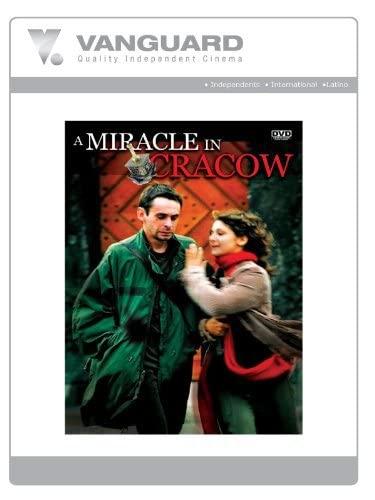 V. VANGUARD
Quality Independent Cinema
• Independents • International • Latino
DVD
A MIRACLE IN
CRACOW